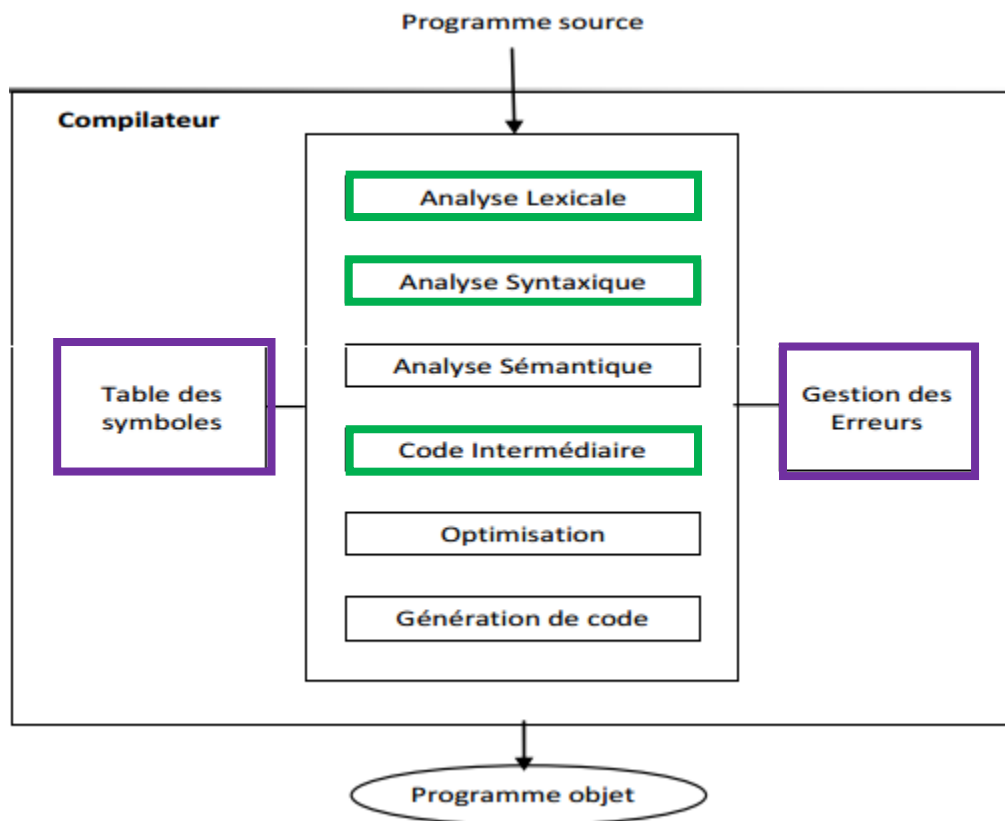 Programme source
Compilateur
Analyse Lexicale
Analyse Syntaxique
Analyse Sémantique
Table des
symboles
Gestion des
Erreurs
Code Intermédiaire
Optimisation
Génération de code
Programme objet